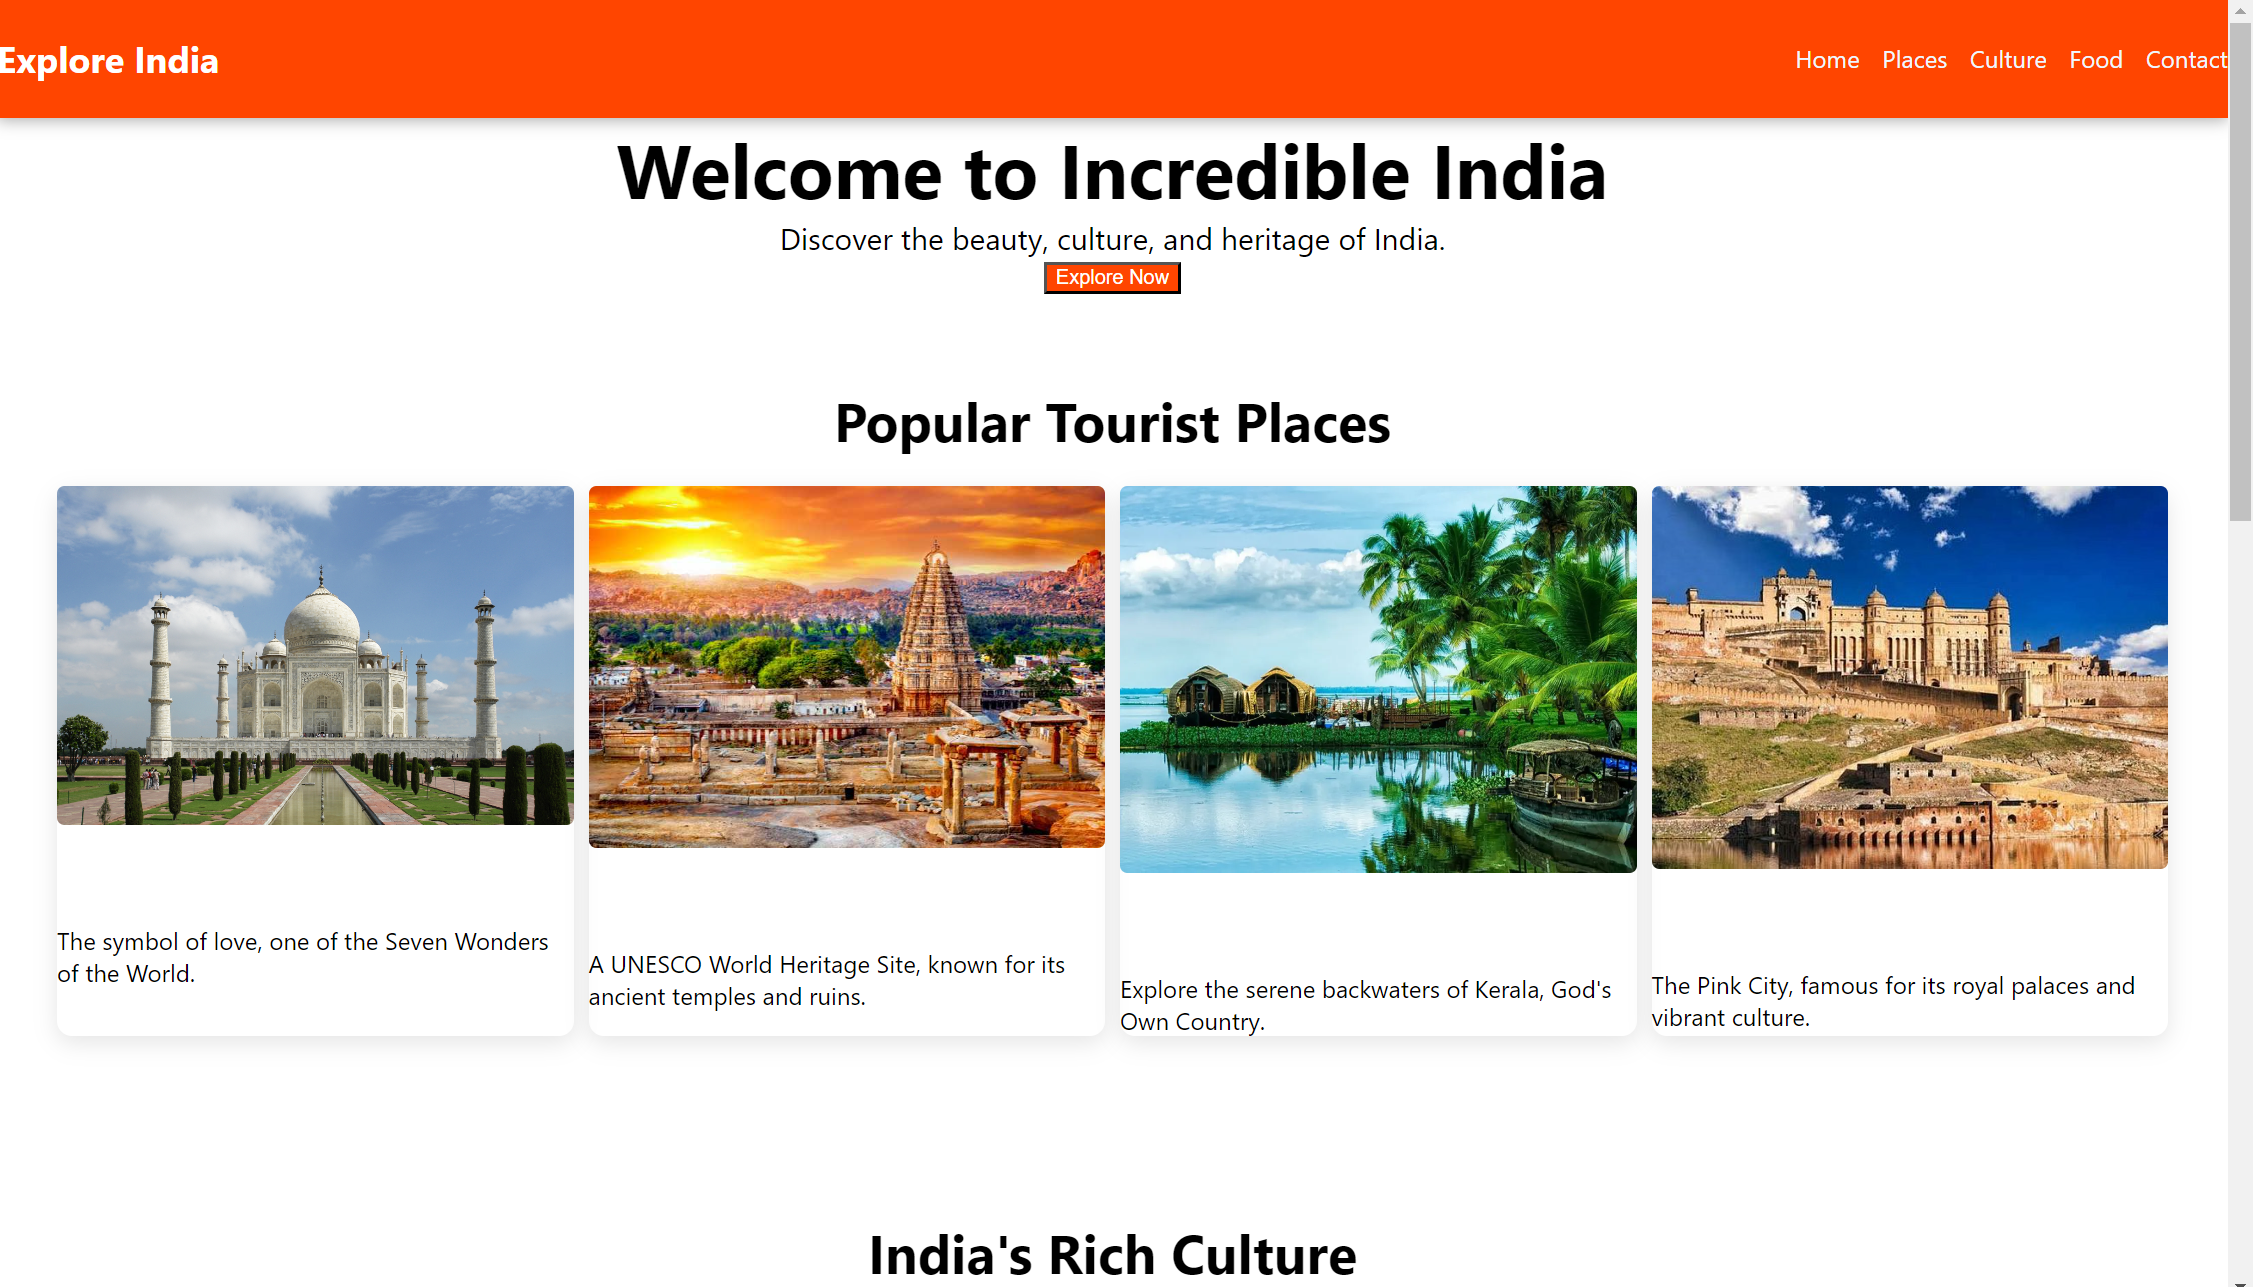 Explore India
Home Places Culture Food Contact
Welcome to Incredible India
Discover the beauty, culture, and heritage of India.
Explore Now
Popular Tourist Places
The symbol of love, one of the Seven Wonders
of the World.
A UNESCO World Heritage Site, known for its
ancient temples and ruins.
Explore the serene backwaters of Kerala, God's
Own Country.
The Pink City, famous for its royal palaces and
vibrant culture.
India's Rich Culture